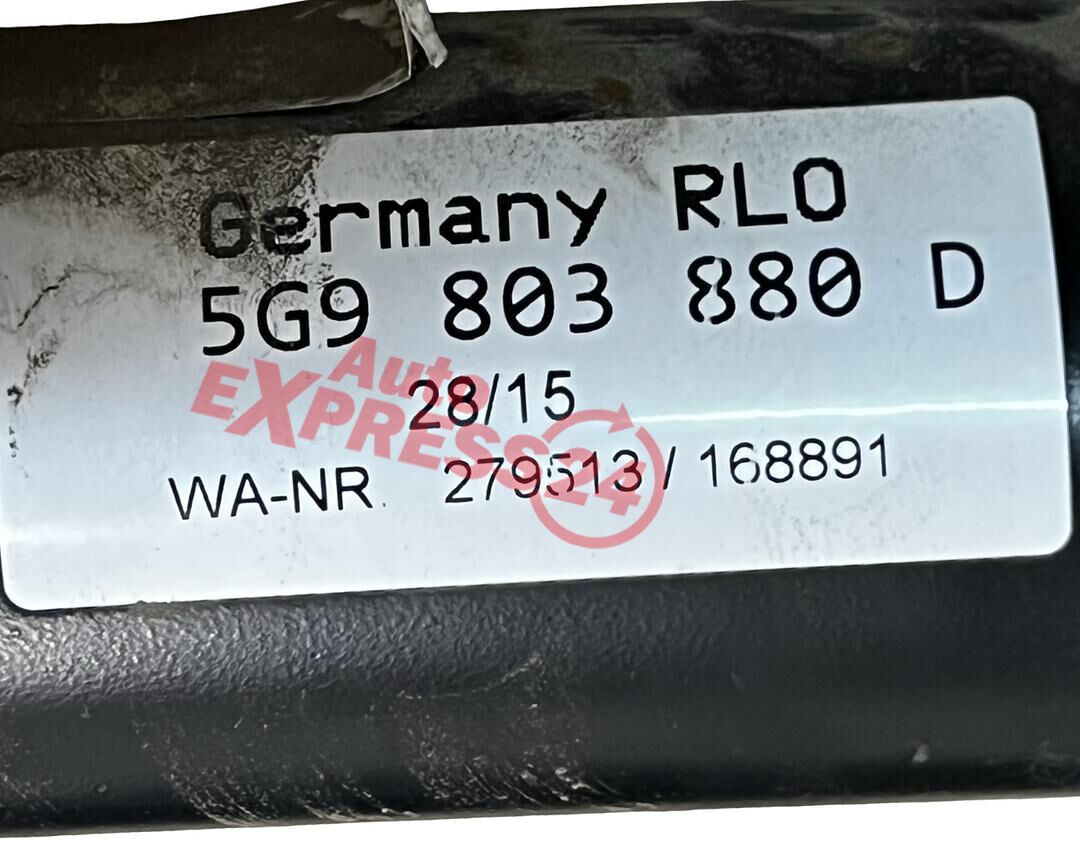 Germany RLO
5G9 803 880 D
28/15
WA-NR. 279513 / 168891
Auto
EXPRESS24